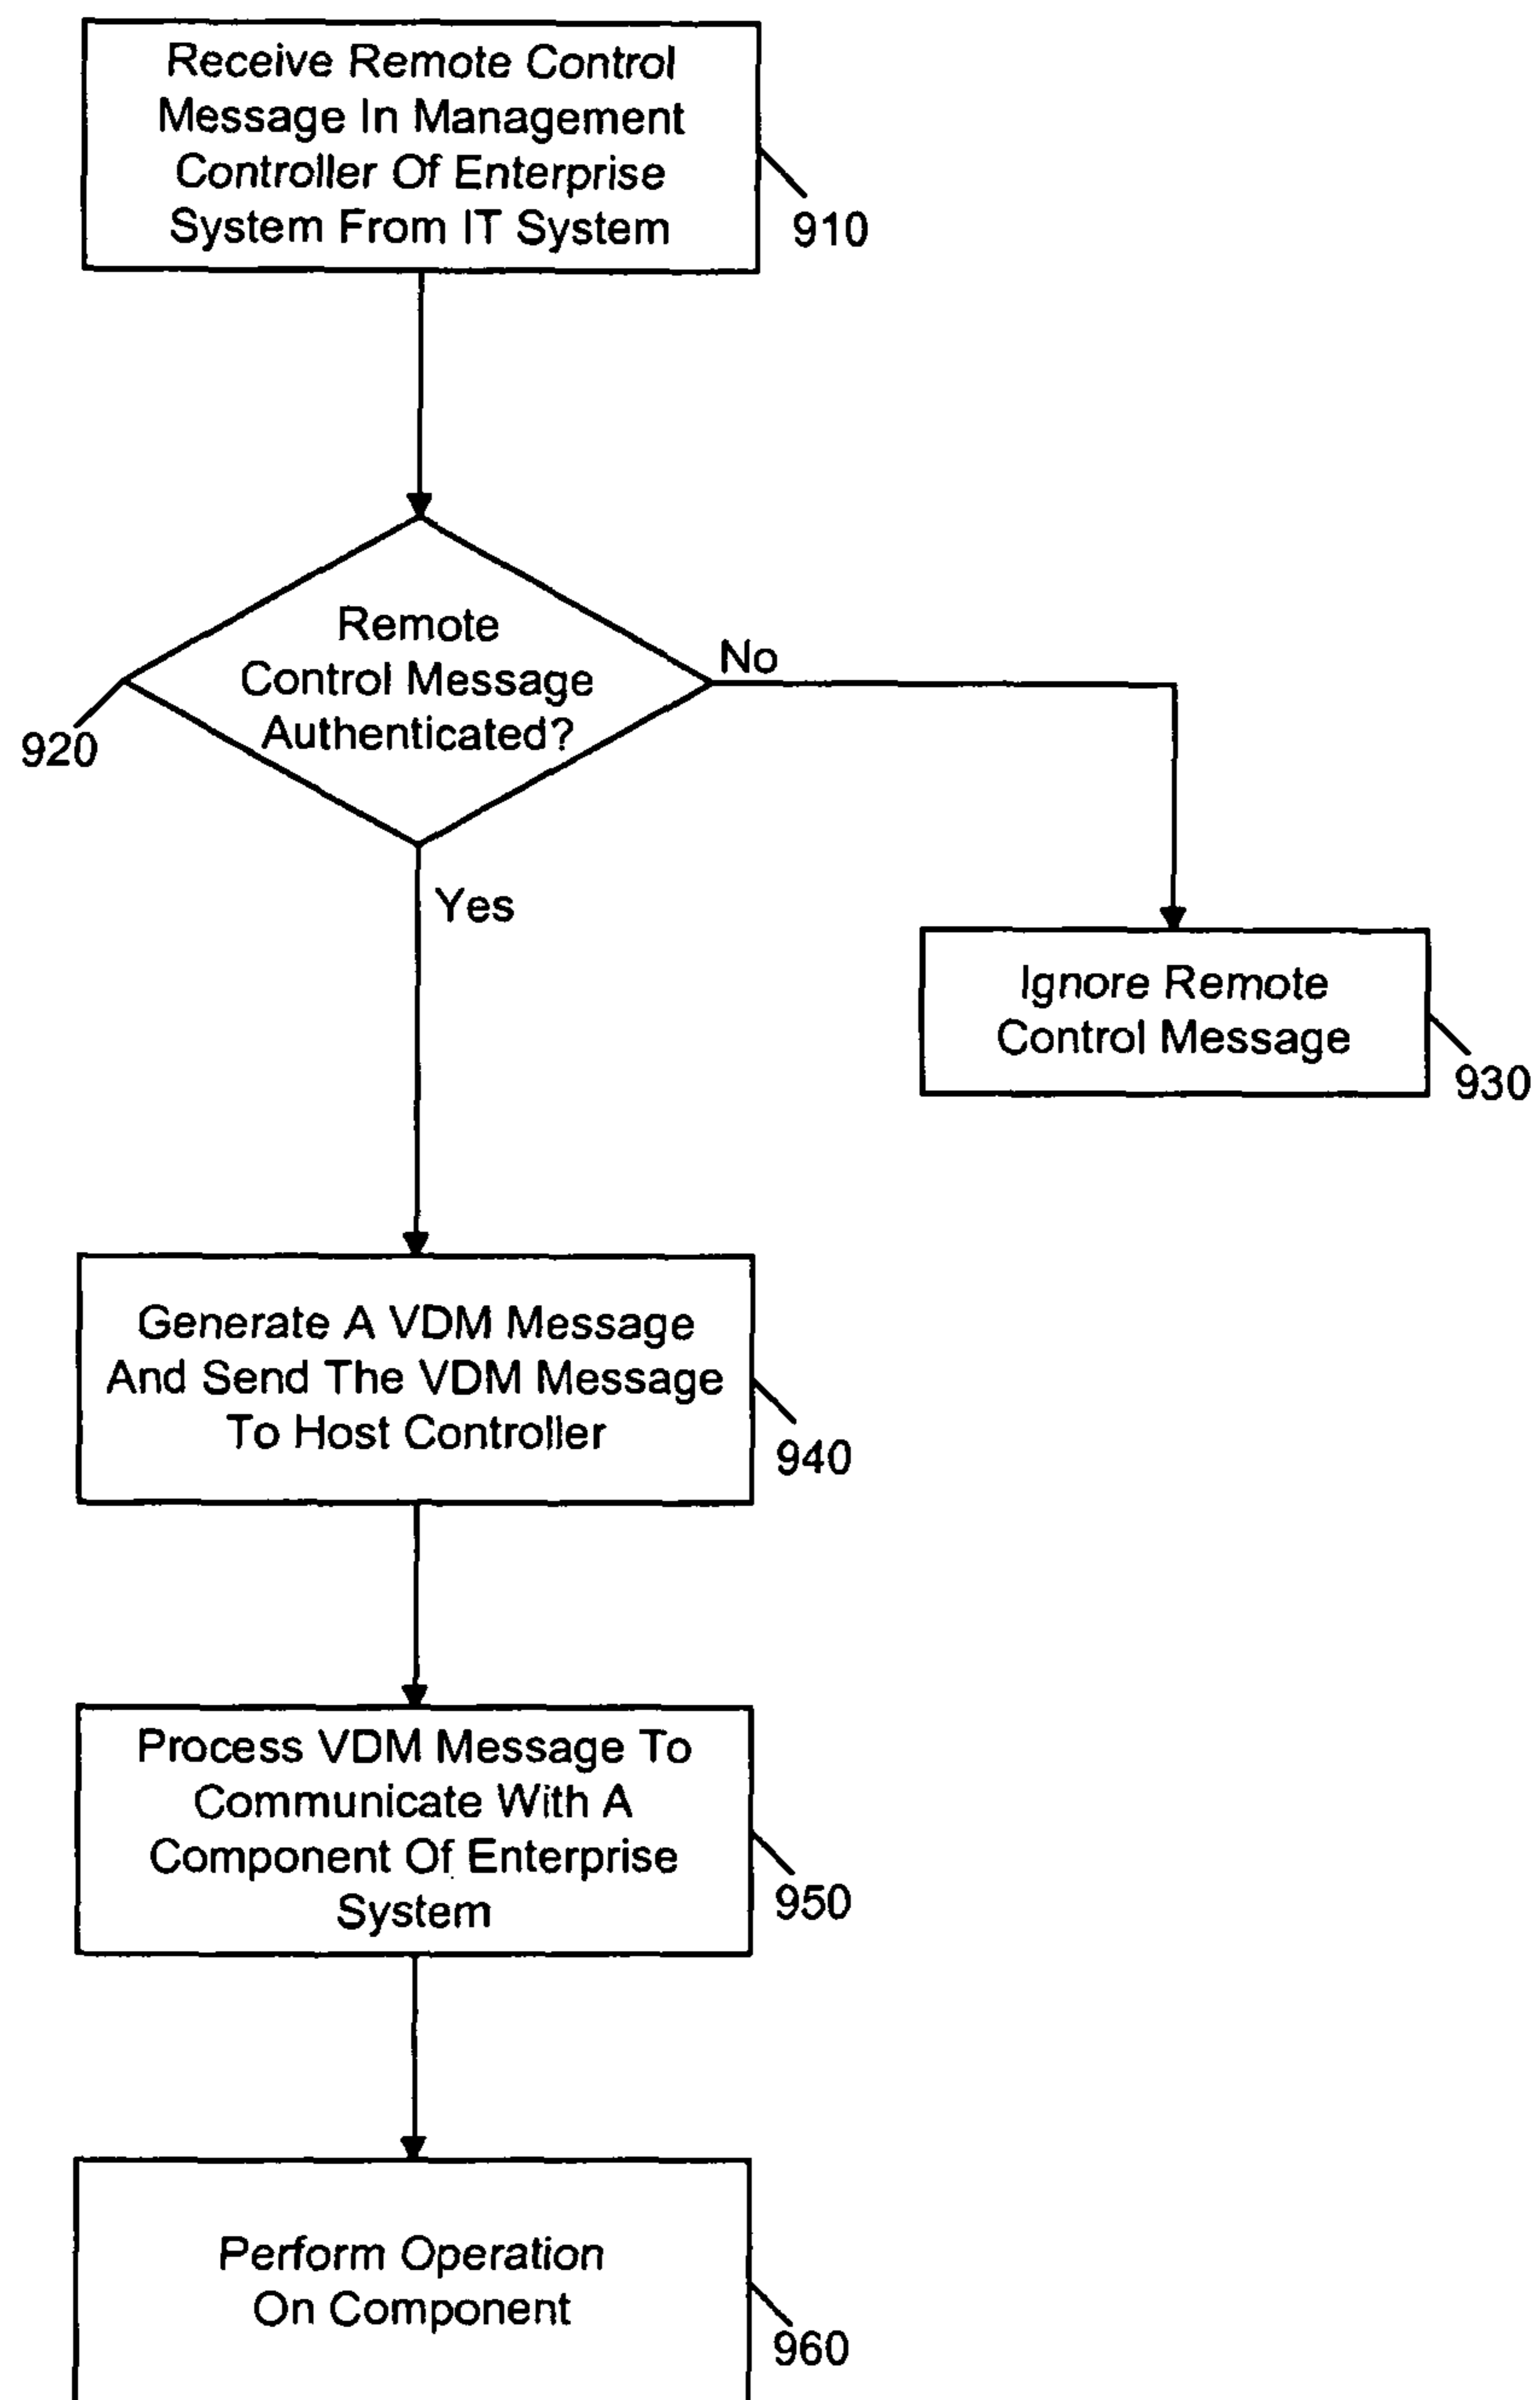 Receive Remote Control
Message In Management
Controller Of Enterprise
System From IT System
910
Remote
Control Message
Authenticated?
No
920
Yes
Ignore Remote
Control Message
930
Generate A VDM Message
And Send The VDM Message
To Host Controller
940
Process VDM Message To
Communicate With A
Component Of Enterprise
System
950
Perform Operation
On Component
960